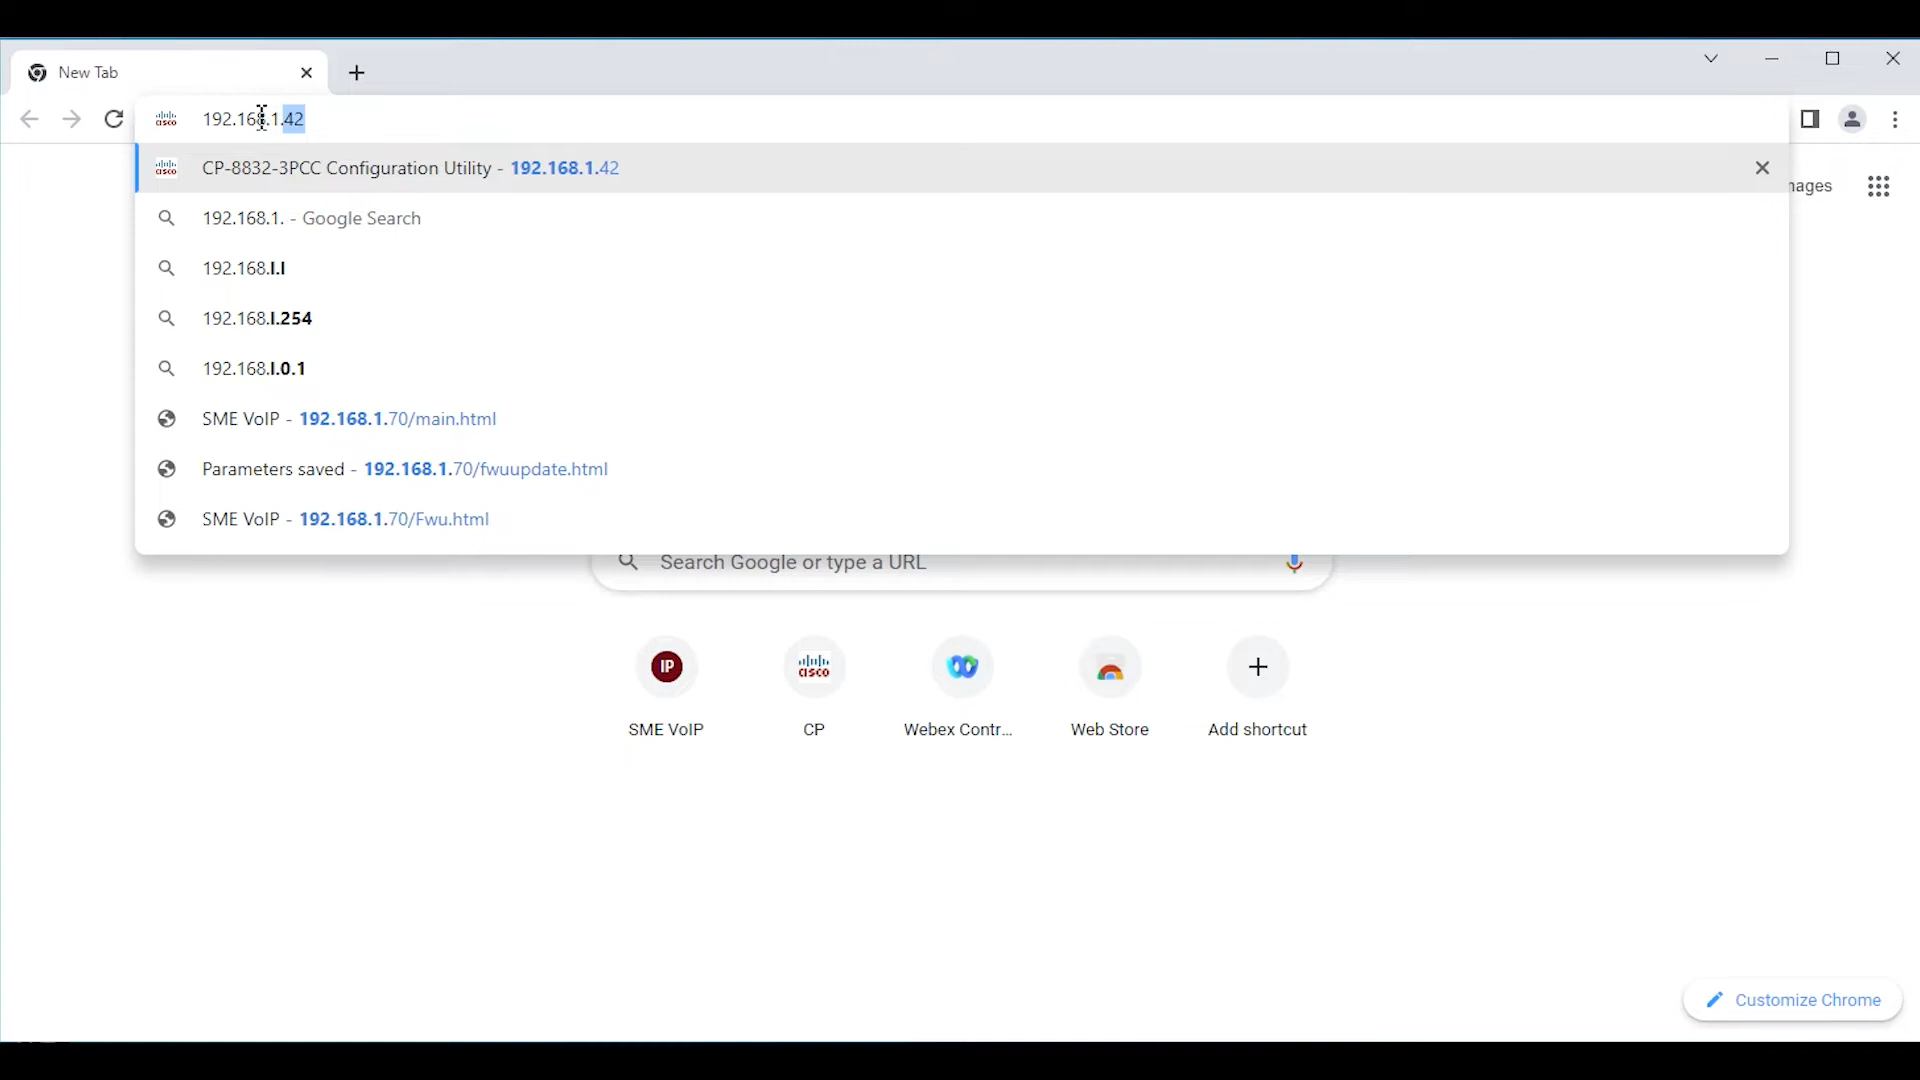 New Tab
192.168.1.42
CP-8832-3PCC Configuration Utility - 192.168.1.42
192.168.1. - Google Search
192.168.l.l
192.168.l.254
192.168.l.0.1
SME VoIP - 192.168.1.70/main.html
Parameters saved - 192.168.1.70/fwuupdate.html
SME VoIP - 192.168.1.70/Fwu.html
mages
Search Google or type a URL
IP
cisco
SME VoIP
CP
Webex Contr...
Web Store
Add shortcut
Customize Chrome